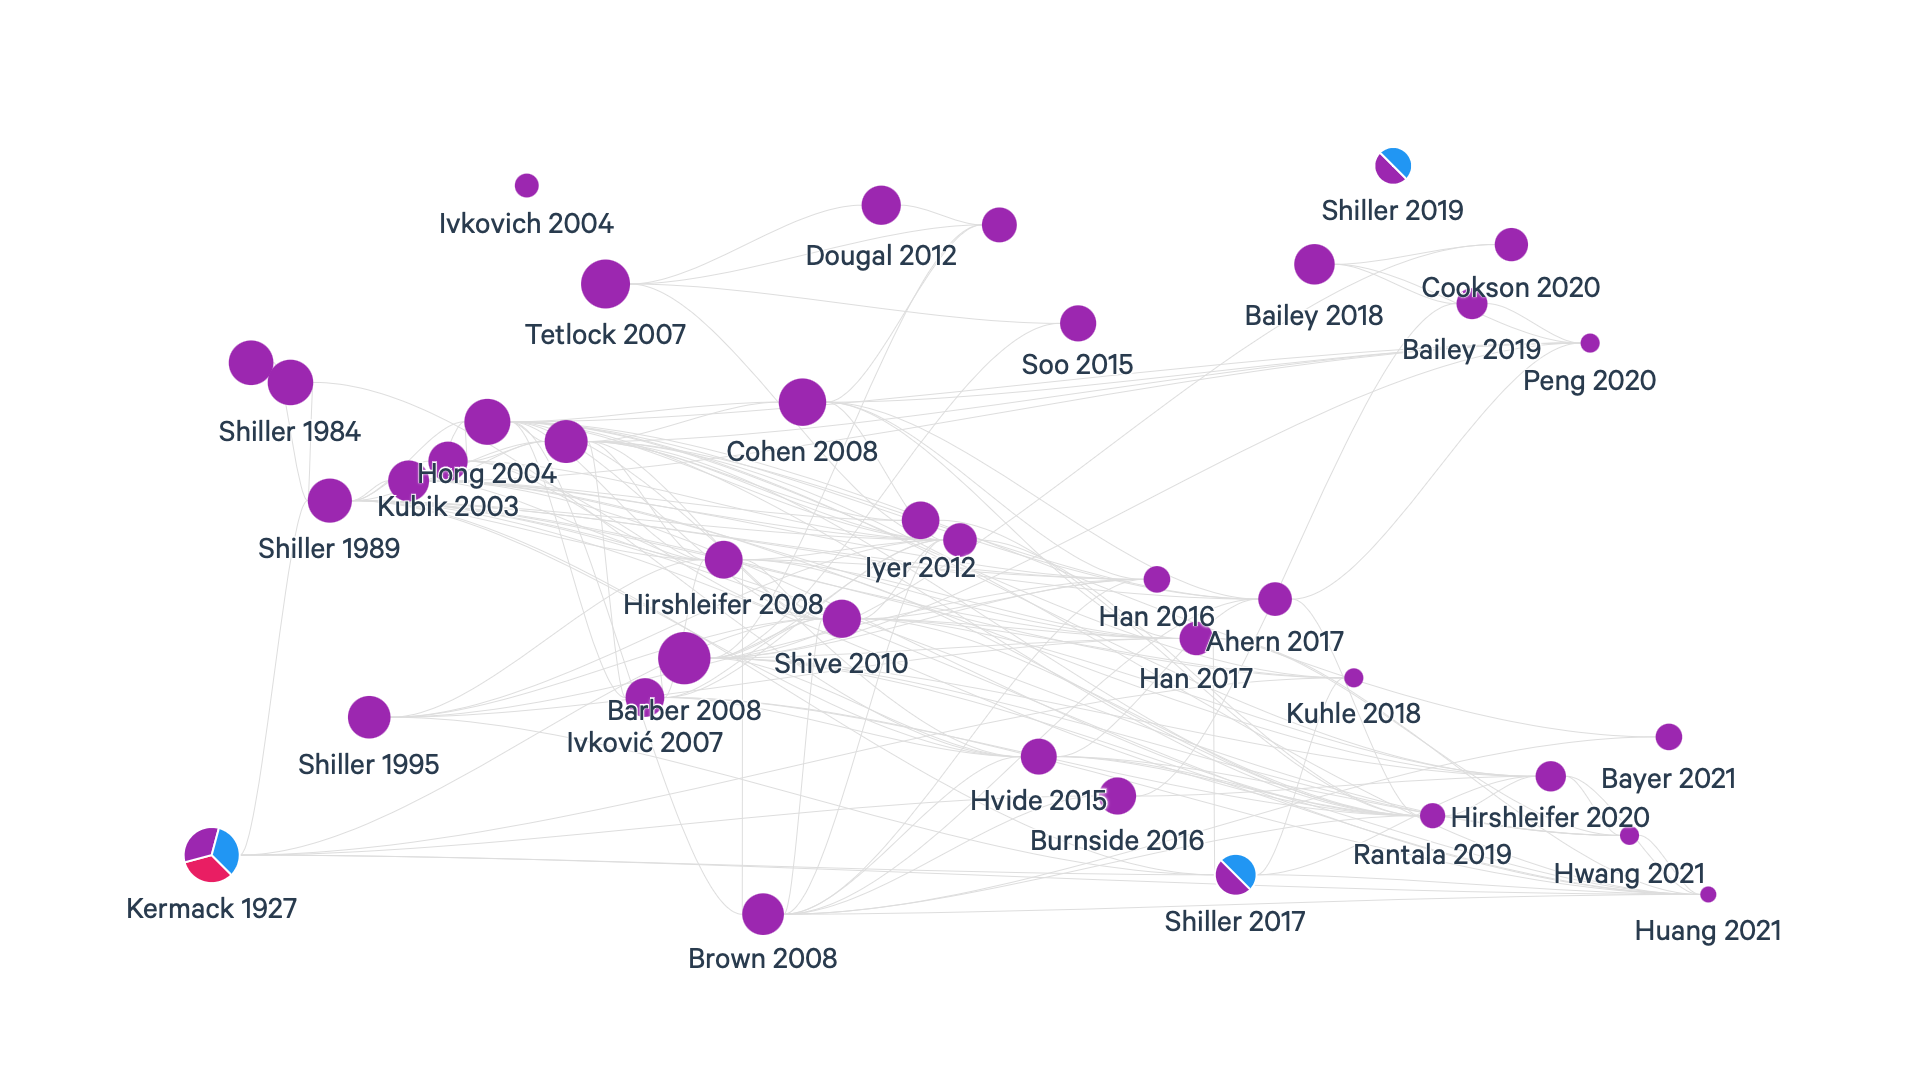 Shiller 2019
Ivkovich 2004
Dougal 2012
Cookson 2020
Bailey 2018
Tetlock 2007
Bailey 2019
Soo 2015
Peng 2020
Shiller 1984
Cohen 2008
Hong 2004
Kubik 2003
Shiller 1989
Iyer 2012
Hirshleifer 2008
Han 2016
Ahern 2017
Shive 2010
Han 2017
Barber 2008
Kuhle 2018
Ivković 2007
Shiller 1995
Bayer 2021
Hvide 2015
Hirshleifer 2020
Burnside 2016
Rantala 2019
Hwang 2021
Kermack 1927
Shiller 2017
Huang 2021
Brown 2008